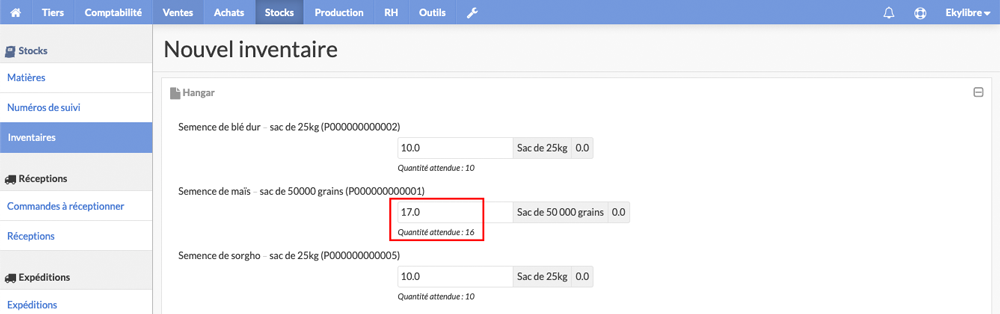 Tiers Comptabilité Ventes Achats Stocks Production RH Outils Ekylibre
Stocks
Matières
Numéros de suivi
Inventaires
Réceptions
Commandes à réceptionner
Réceptions
Expéditions
Expéditions
Nouvel inventaire
Hangar
Semence de blé dur – sac de 25kg (P000000000002)
10.0 Sac de 25kg 0.0
Quantité attendue : 10
Semence de maïs – sac de 50000 grains (P000000000001)
17.0 Sac de 50 000 grains 0.0
Quantité attendue : 16
Semence de sorgho – sac de 25kg (P000000000005)
10.0 Sac de 25kg 0.0
Quantité attendue : 10